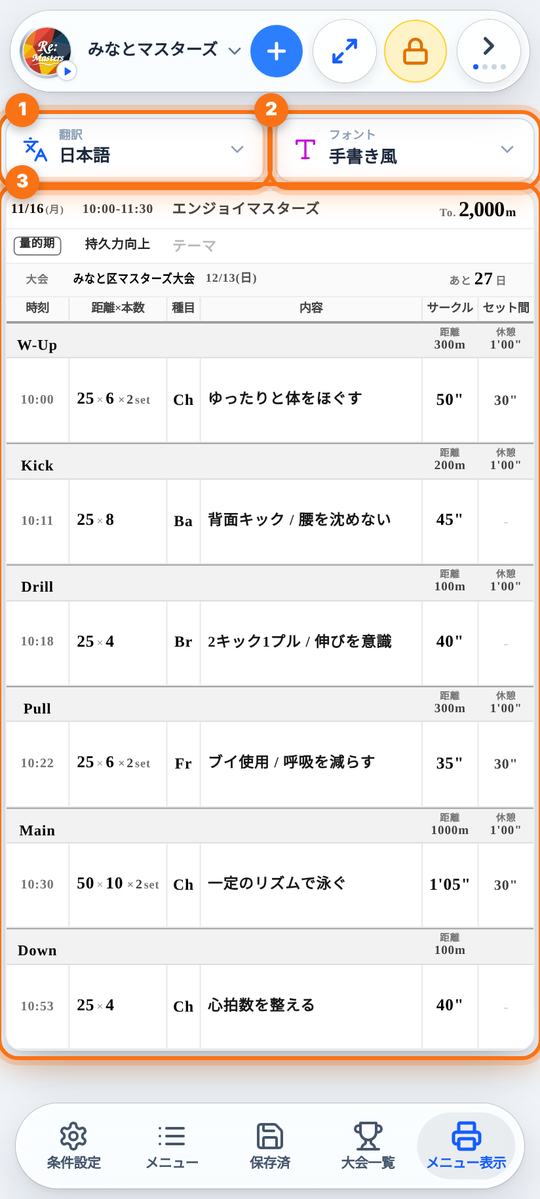 Re:
Masters
みなとマスターズ
1
2
翻訳
日本語
フォント
手書き風
3
11/16(月) 10:00-11:30 エンジョイマスターズ To. 2,000m
量的期 持久力向上 テーマ
大会 みなと区マスターズ大会 12/13(日) あと 27 日
時刻 距離×本数 種目 内容 サークル セット間
W-Up 距離 300m 休憩 1'00"
10:00 25×6×2set Ch ゆったりと体をほぐす 50" 30"
Kick 距離 200m 休憩 1'00"
10:11 25×8 Ba 背面キック / 腰を沈めない 45" -
Drill 距離 100m 休憩 1'00"
10:18 25×4 Br 2キック1プル / 伸びを意識 40" -
Pull 距離 300m 休憩 1'00"
10:22 25×6×2set Fr ブイ使用 / 呼吸を減らす 35" 30"
Main 距離 1000m 休憩 1'00"
10:30 50×10×2set Ch 一定のリズムで泳ぐ 1'05" 30"
Down 距離 100m
10:53 25×4 Ch 心拍数を整える 40" -
条件設定 メニュー 保存済 大会一覧 メニュー表示